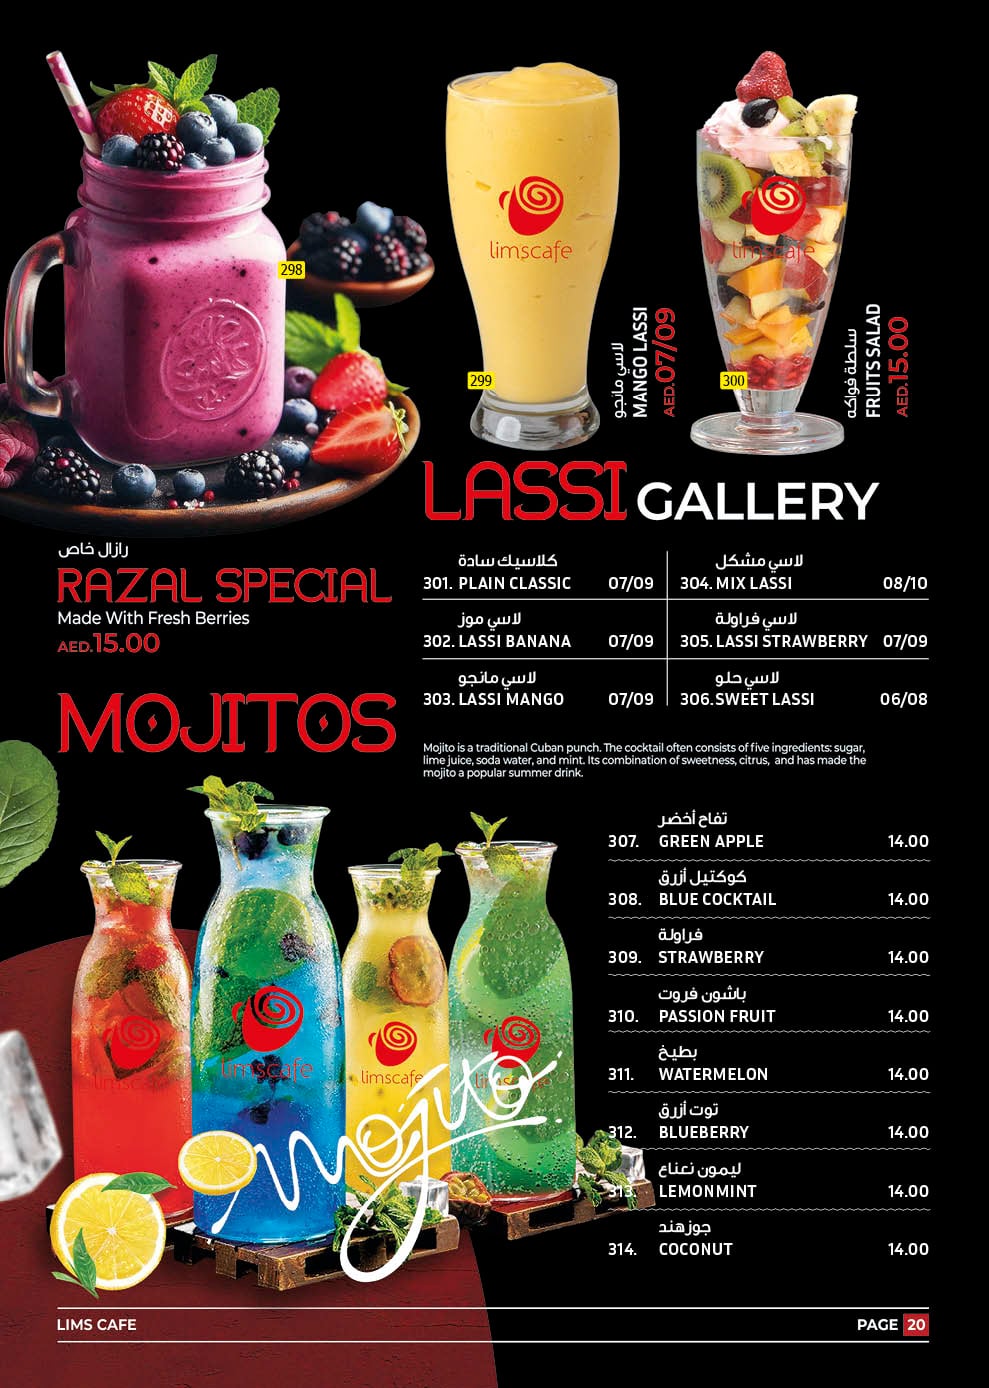 298
limscafe
299
لاسي مانجو
MANGO LASSI
AED.07/09
limscafe
300
سلطة فواكه
FRUITS SALAD
AED.15.00
رازال خاص
RAZAL SPECIAL
Made With Fresh Berries
AED.15.00
LASSI GALLERY
كلاسيك سادة
301. PLAIN CLASSIC 07/09
لاسي موز
302. LASSI BANANA 07/09
لاسي مانجو
303. LASSI MANGO 07/09
لاسي مشكل
304. MIX LASSI 08/10
لاسي فراولة
305. LASSI STRAWBERRY 07/09
لاسي حلو
306. SWEET LASSI 06/08
MOJITOS
Mojito is a traditional Cuban punch. The cocktail often consists of five ingredients: sugar,
lime juice, soda water, and mint. Its combination of sweetness, citrus, and has made the
mojito a popular summer drink.
limscafe
limscafe
limscafe
limscafe
mojito
تفاح أخضر
307. GREEN APPLE 14.00
كوكتيل أزرق
308. BLUE COCKTAIL 14.00
فراولة
309. STRAWBERRY 14.00
باشون فروت
310. PASSION FRUIT 14.00
بطيخ
311. WATERMELON 14.00
توت أزرق
312. BLUEBERRY 14.00
ليمون نعناع
313. LEMONMINT 14.00
جوز هند
314. COCONUT 14.00
LIMS CAFE
PAGE 20